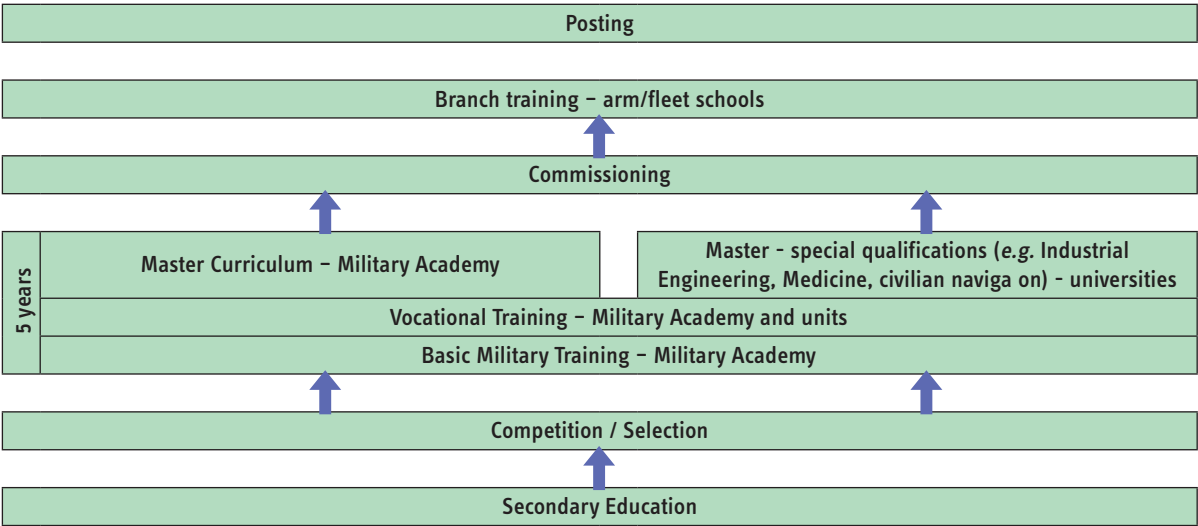 Posting
Branch training – arm/fleet schools
Commissioning
5 years
Master Curriculum – Military Academy
Master - special qualifications (e.g. Industrial
Engineering, Medicine, civilian naviga on) - universities
Vocational Training – Military Academy and units
Basic Military Training – Military Academy
Competition / Selection
Secondary Education